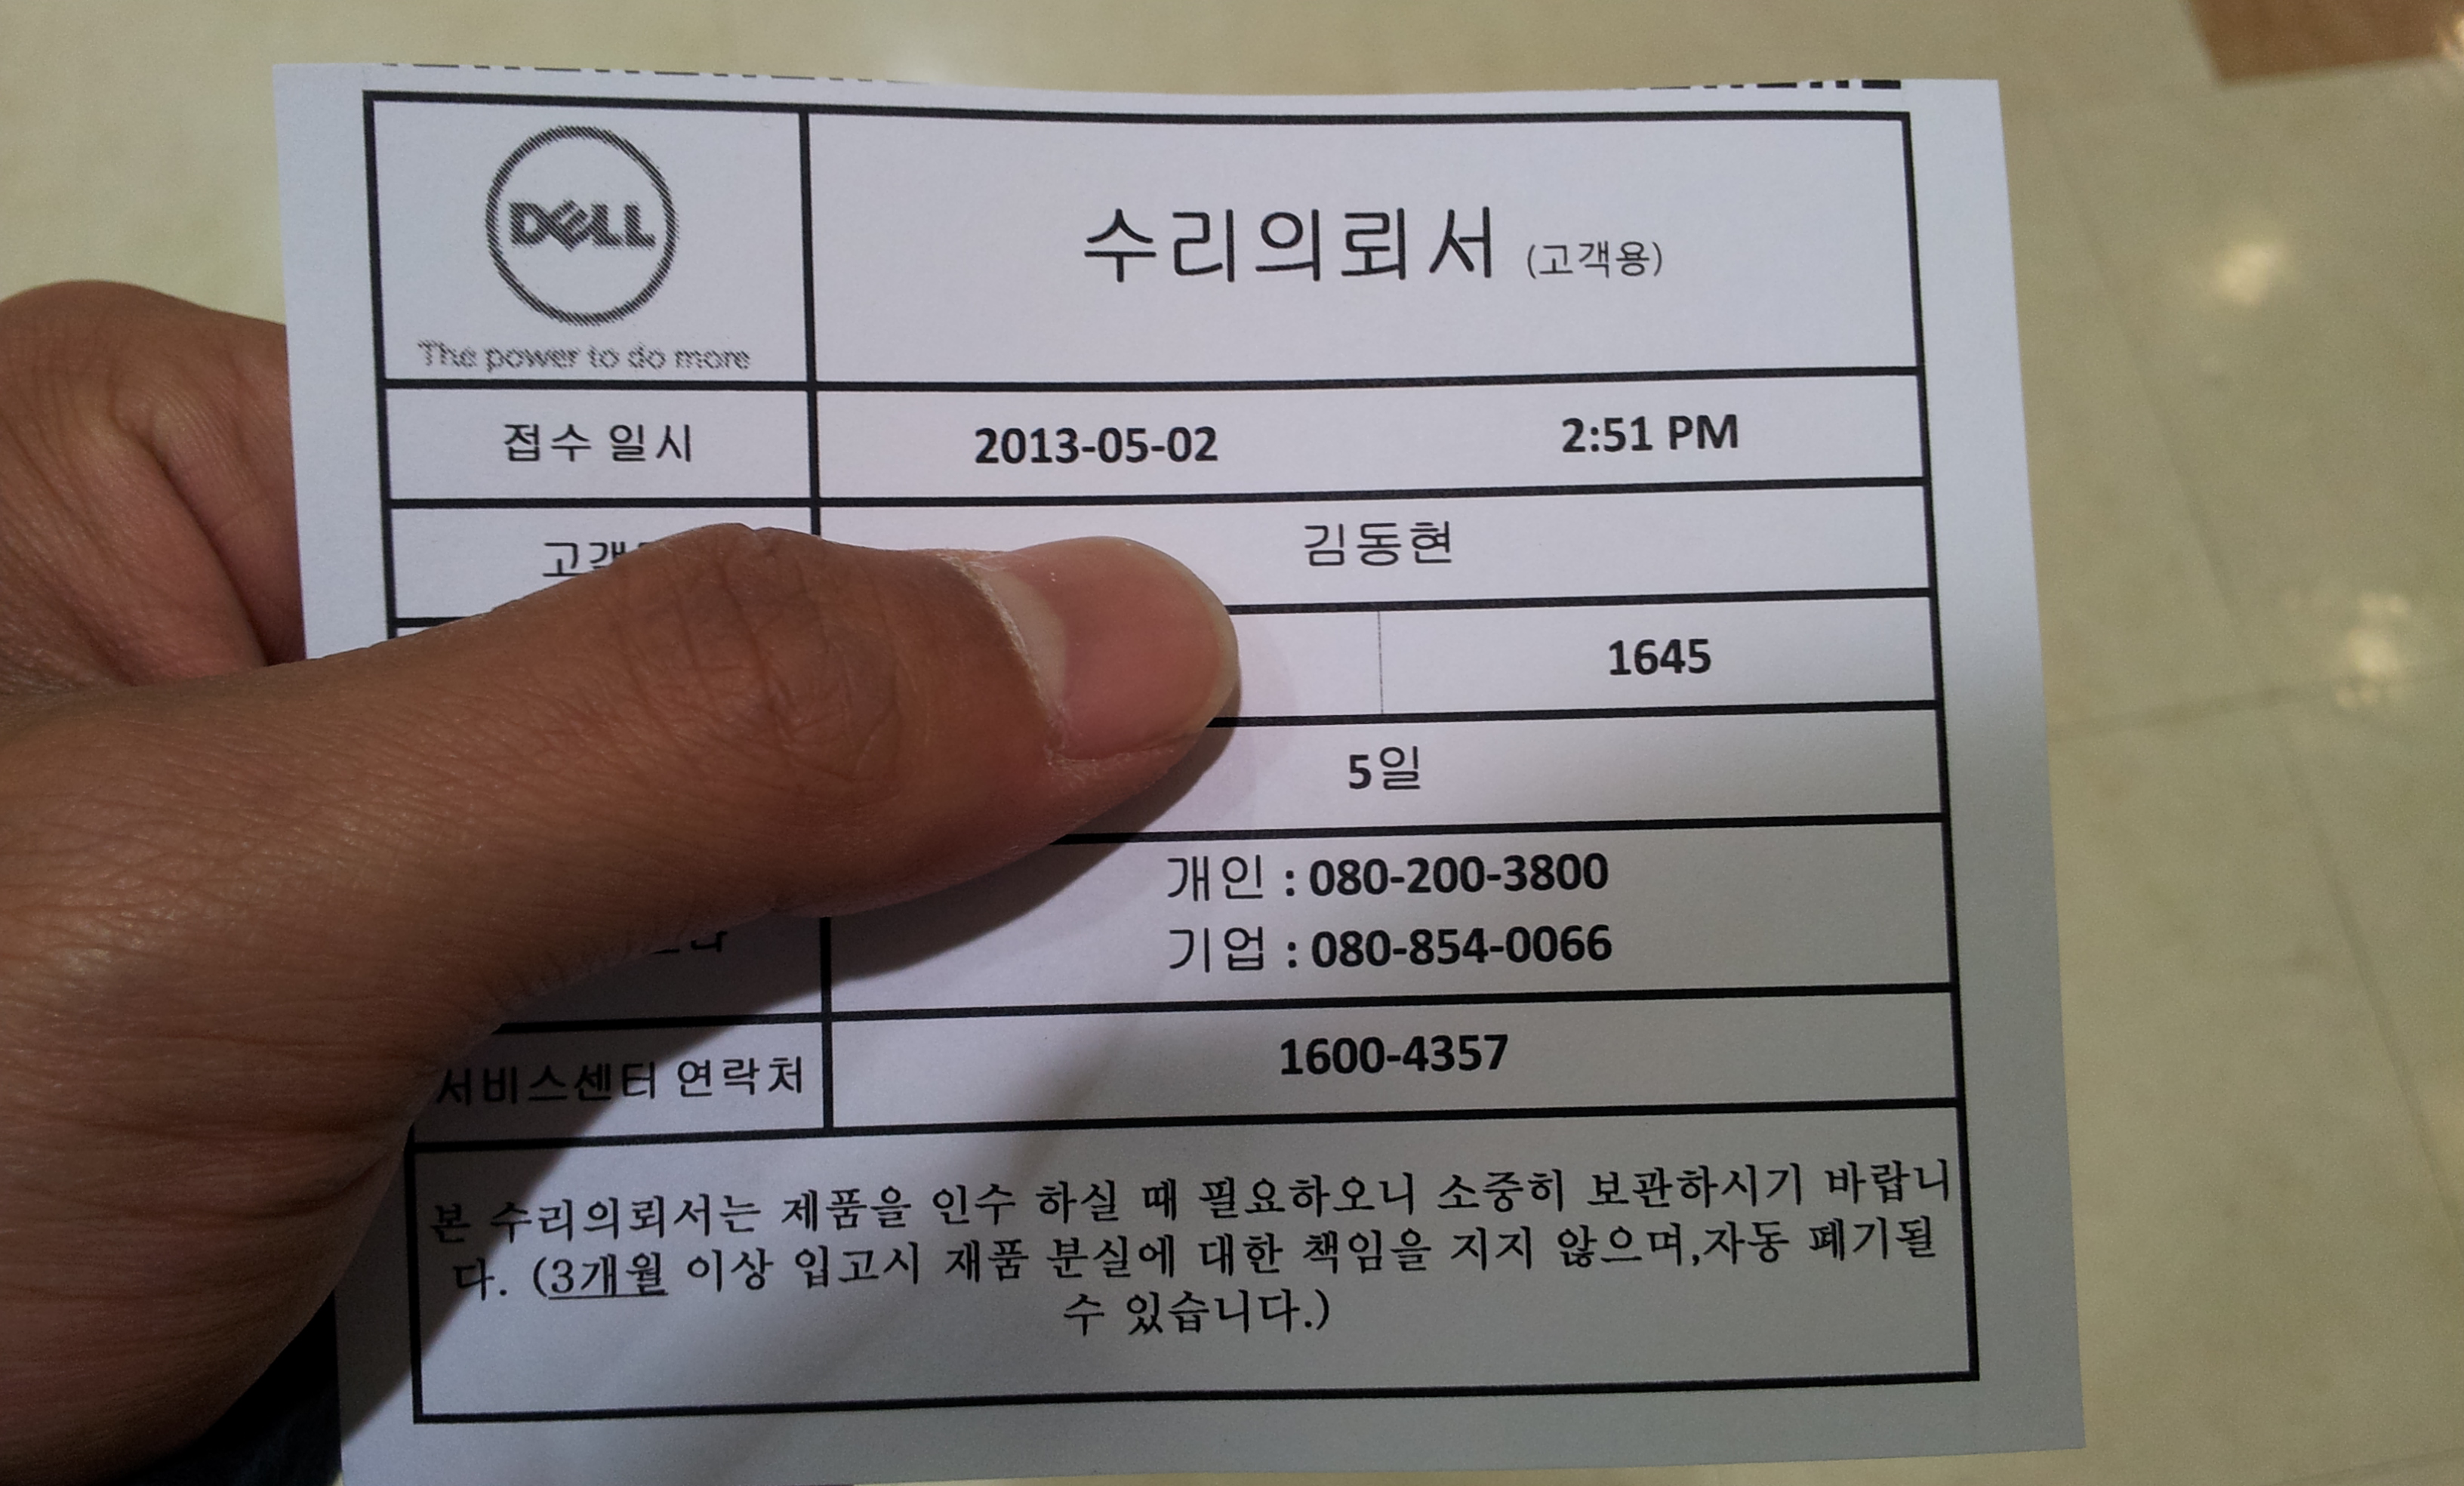 DELL
The power to do more
수리의뢰서 (고객용)
접수 일시 2013-05-02 2:51 PM
김동현
1645
5일
개인 : 080-200-3800
기업 : 080-854-0066
서비스센터 연락처 1600-4357
본 수리의뢰서는 제품을 인수 하실 때 필요하오니 소중히 보관하시기 바랍니
다. (3개월 이상 입고시 재품 분실에 대한 책임을 지지 않으며,자동 폐기될
수 있습니다.)